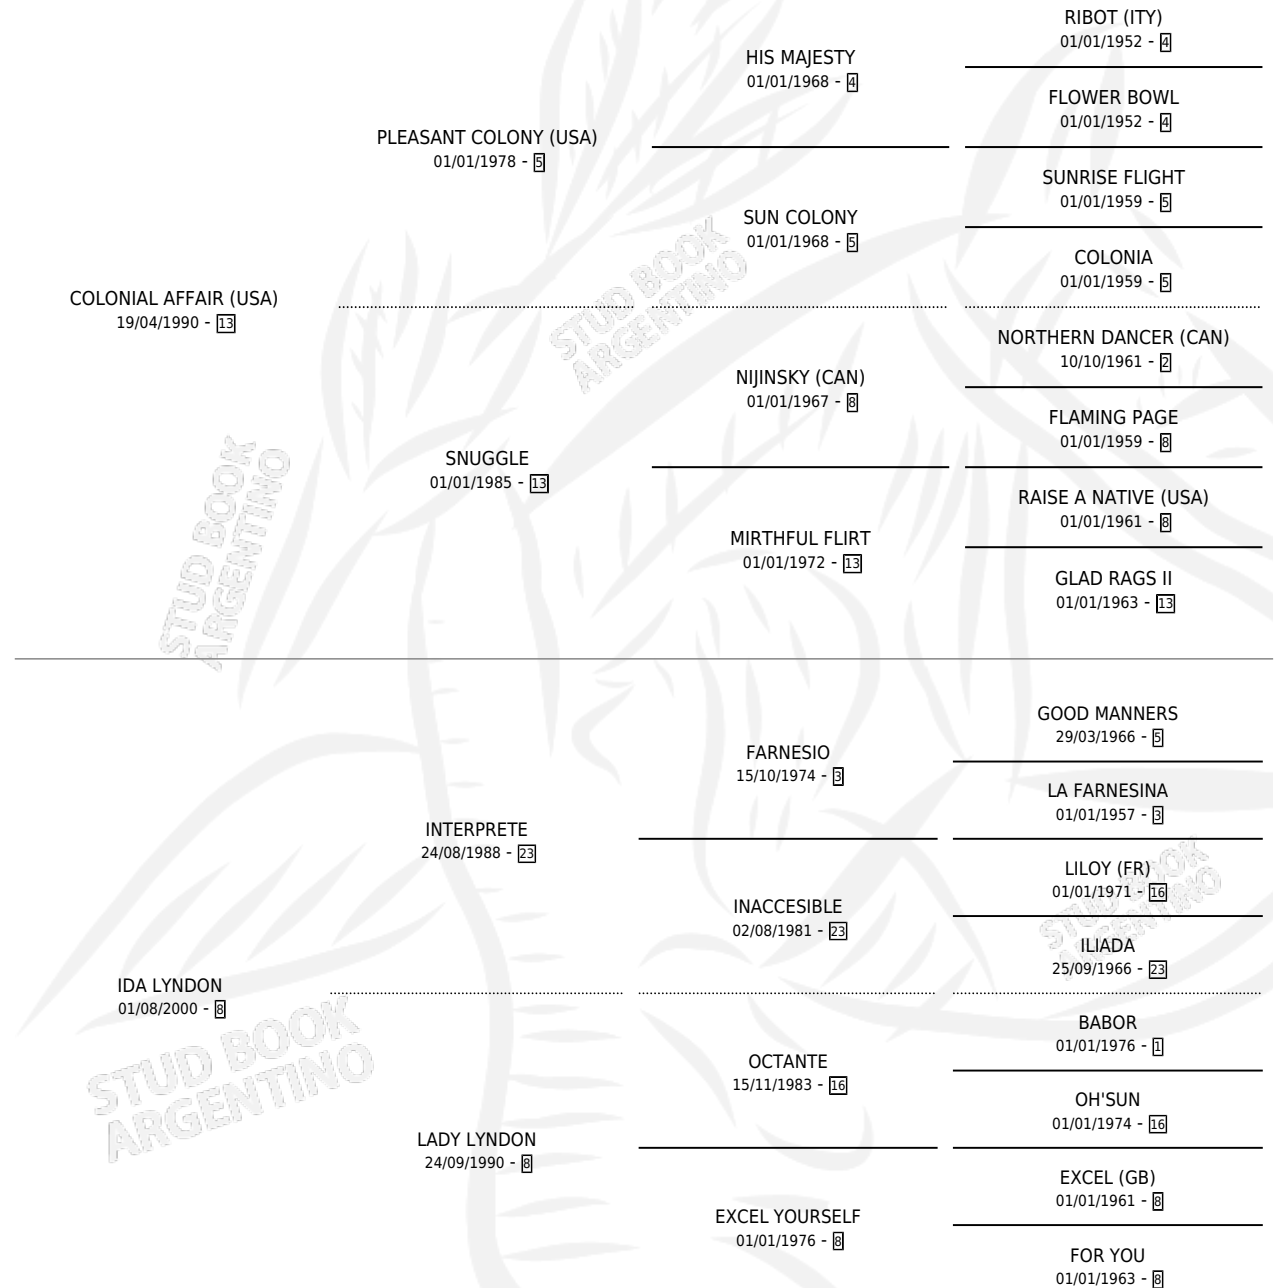 RIBOT (ITY)
01/01/1952 - 4
HIS MAJESTY
01/01/1968 - 4
FLOWER BOWL
01/01/1952 - 4
PLEASANT COLONY (USA)
01/01/1978 - 5
SUNRISE FLIGHT
01/01/1959 - 5
SUN COLONY
01/01/1968 - 5
COLONIA
01/01/1959 - 5
COLONIAL AFFAIR (USA)
19/04/1990 - 13
NORTHERN DANCER (CAN)
10/10/1961 - 2
NIJINSKY (CAN)
01/01/1967 - 8
FLAMING PAGE
01/01/1959 - 8
SNUGGLE
01/01/1985 - 13
RAISE A NATIVE (USA)
01/01/1961 - 8
MIRTHFUL FLIRT
01/01/1972 - 13
GLAD RAGS II
01/01/1963 - 13
GOOD MANNERS
29/03/1966 - 5
FARNESIO
15/10/1974 - 3
LA FARNESINA
01/01/1957 - 3
INTERPRETE
24/08/1988 - 23
LILOY (FR)
01/01/1971 - 16
INACCESIBLE
02/08/1981 - 23
ILIADA
25/09/1966 - 23
IDA LYNDON
01/08/2000 - 8
BABOR
01/01/1976 - 1
OCTANTE
15/11/1983 - 16
OH'SUN
01/01/1974 - 16
LADY LYNDON
24/09/1990 - 8
EXCEL (GB)
01/01/1961 - 8
EXCEL YOURSELF
01/01/1976 - 8
FOR YOU
01/01/1963 - 8
STUD BOOK
ARGENTINO
STUD BOOK
ARGENTINO
STUD BOOK
ARGENTINO
STUD BOOK
ARGENTINO